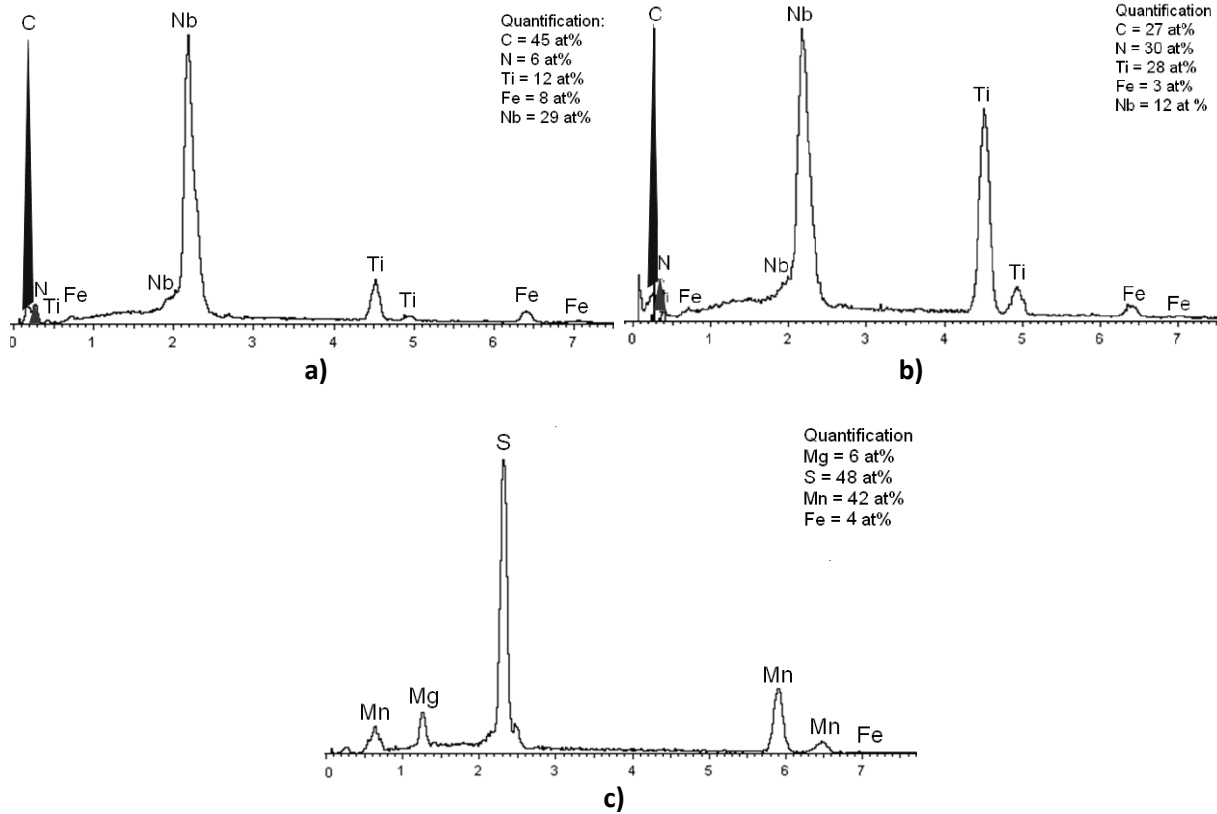 C
Nb
Quantification:
C = 45 at%
N = 6 at%
Ti = 12 at%
Fe = 8 at%
Nb = 29 at%
N
Ti
Fe
Nb
Ti
Ti
Fe
Fe
0 1 2 3 4 5 6 7
a)
C
Nb
Quantification
C = 27 at%
N = 30 at%
Ti = 28 at%
Fe = 3 at%
Nb = 12 at %
Ti
N
Ti
Fe
Nb
Ti
Fe
Fe
1 2 3 4 5 6 7
b)
S
Quantification
Mg = 6 at%
S = 48 at%
Mn = 42 at%
Fe = 4 at%
Mn
Mg
Mn
Mn
Fe
0 1 2 3 4 5 6 7
c)